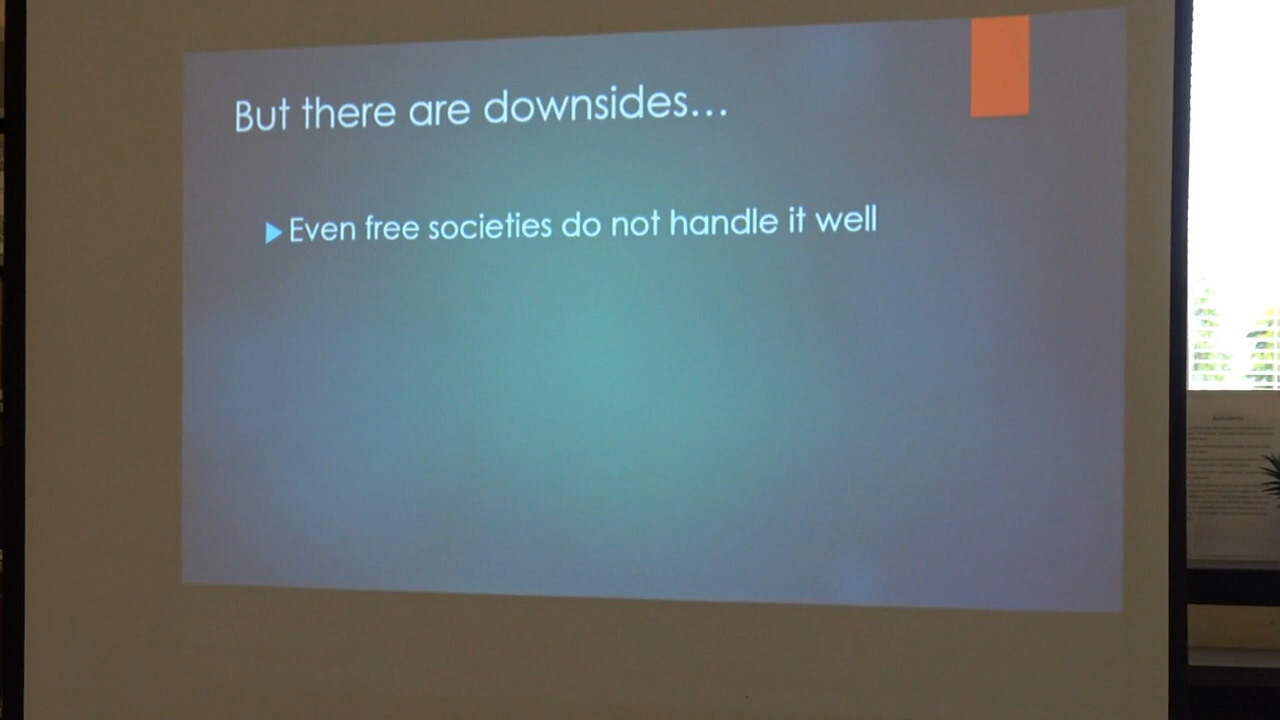 But there are downsides...
Even free societies do not handle it well